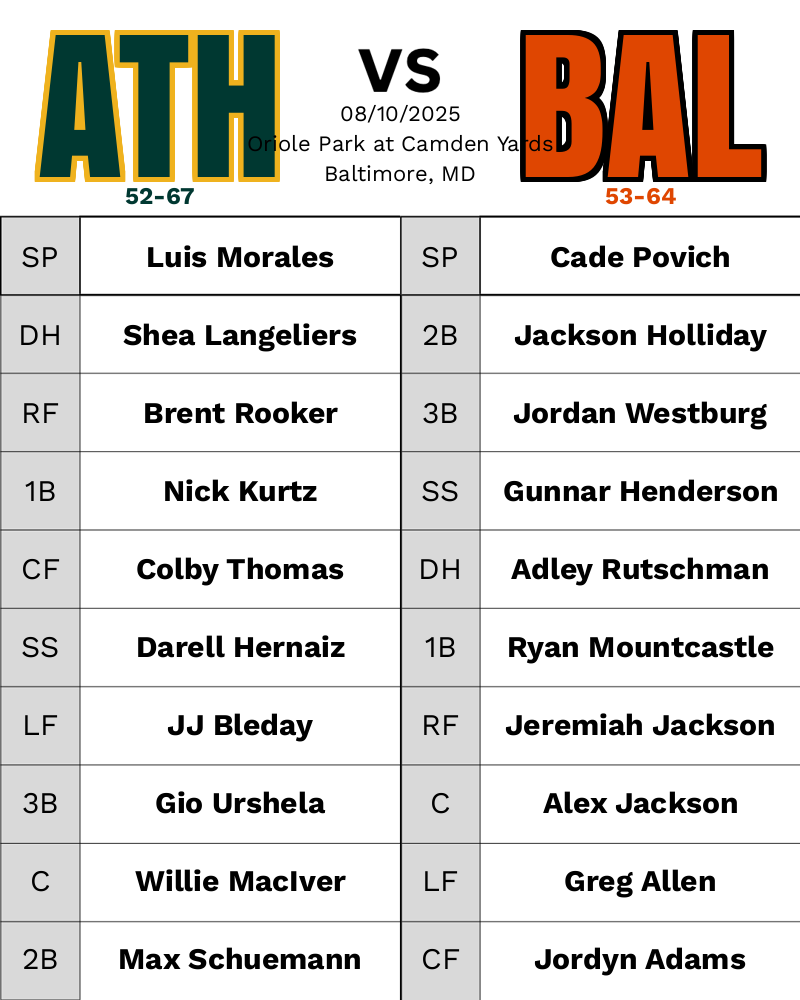 ATH VS BAL
08/10/2025
Oriole Park at Camden Yards
Baltimore, MD
52-67 53-64
SP Luis Morales SP Cade Povich
DH Shea Langeliers 2B Jackson Holliday
RF Brent Rooker 3B Jordan Westburg
1B Nick Kurtz SS Gunnar Henderson
CF Colby Thomas DH Adley Rutschman
SS Darell Hernaiz 1B Ryan Mountcastle
LF JJ Bleday RF Jeremiah Jackson
3B Gio Urshela C Alex Jackson
C Willie MacIver LF Greg Allen
2B Max Schuemann CF Jordyn Adams